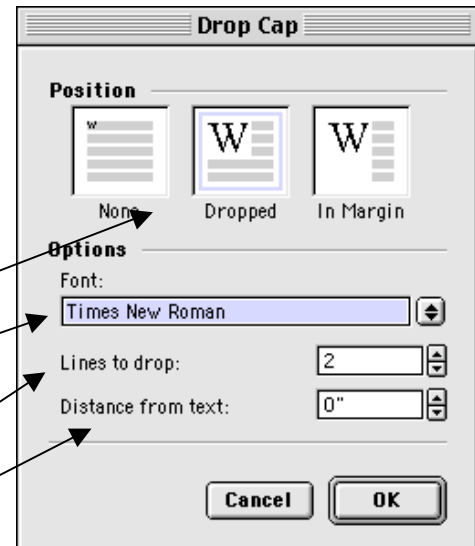 Drop Cap
Position
W W W
None Dropped In Margin
Options
Font:
Times New Roman
Lines to drop: 2
Distance from text: 0"
Cancel OK